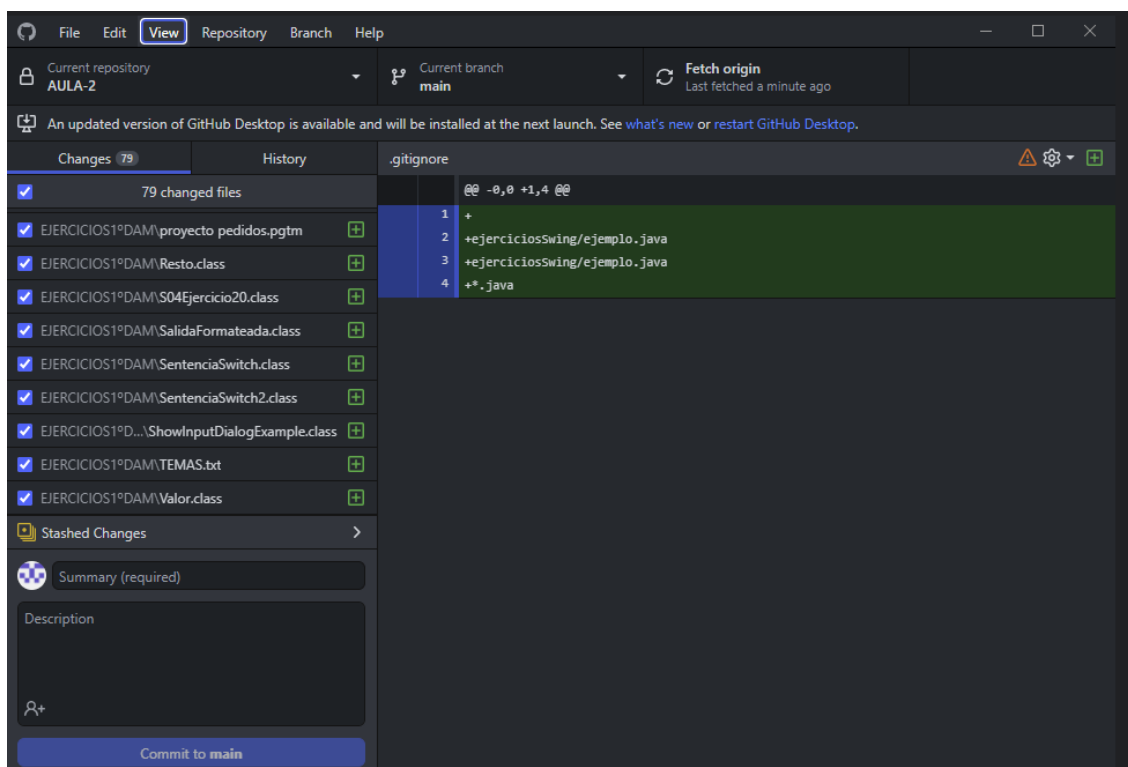 File Edit View Repository Branch Help
Current repository
AULA-2
Current branch
main
Fetch origin
Last fetched a minute ago
An updated version of GitHub Desktop is available and will be installed at the next launch. See what's new or restart GitHub Desktop.
Changes 79
History
79 changed files
EJERCICIOS1ºDAM\proyecto pedidos.pgtm
EJERCICIOS1ºDAM\Resto.class
EJERCICIOS1ºDAM\S04Ejercicio20.class
EJERCICIOS1ºDAM\SalidaFormateada.class
EJERCICIOS1ºDAM\SentenciaSwitch.class
EJERCICIOS1ºDAM\SentenciaSwitch2.class
EJERCICIOS1ºD...\ShowInputDialogExample.class
EJERCICIOS1ºDAM\TEMAS.txt
EJERCICIOS1ºDAM\Valor.class
Stashed Changes
Summary (required)
Description
Commit to main
.gitignore
@@ -0,0 +1,4 @@
1 +
2 +ejerciciosSwing/ejemplo.java
3 +ejerciciosSwing/ejemplo.java
4 +*.java